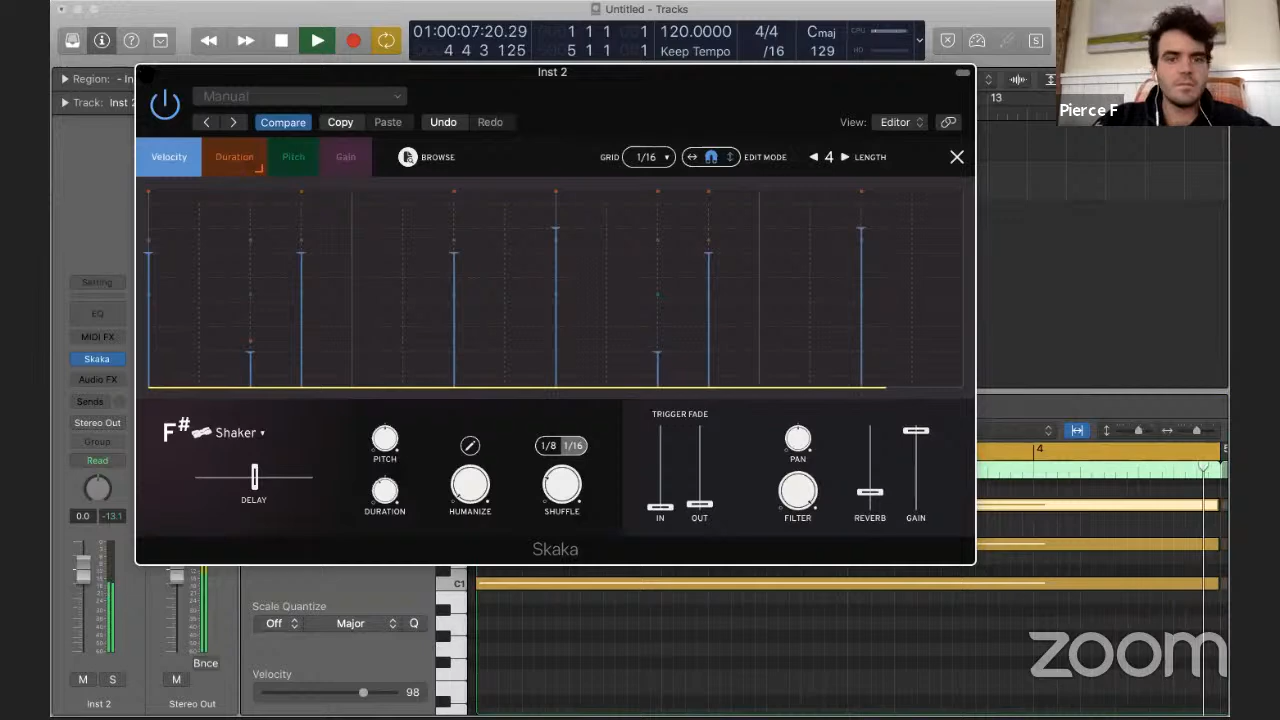 Untitled - Tracks
01:00:07:20.29
4 4 3 125
1 1 1
5 1 1
120.0000
Keep Tempo
4/4
/16
Cmaj
129
CPU
HD
Pierce F
Region:
Track: Inst 2
Inst 2
13
Manual
Compare
Copy
Paste
Undo
Redo
View:
Editor
Velocity
Duration
Pitch
Gain
BROWSE
GRID
1/16
EDIT MODE
4
LENGTH
Setting
EQ
MIDI FX
Skaka
Audio FX
Sends
Stereo Out
Group
Read
0.0
-13.1
F#
Shaker
DELAY
PITCH
DURATION
HUMANIZE
1/8
1/16
SHUFFLE
TRIGGER FADE
IN
OUT
PAN
FILTER
REVERB
GAIN
Skaka
4
C1
Scale Quantize
Off
Major
Q
Velocity
98
Bnce
M
S
M
Inst 2
Stereo Out
zoom